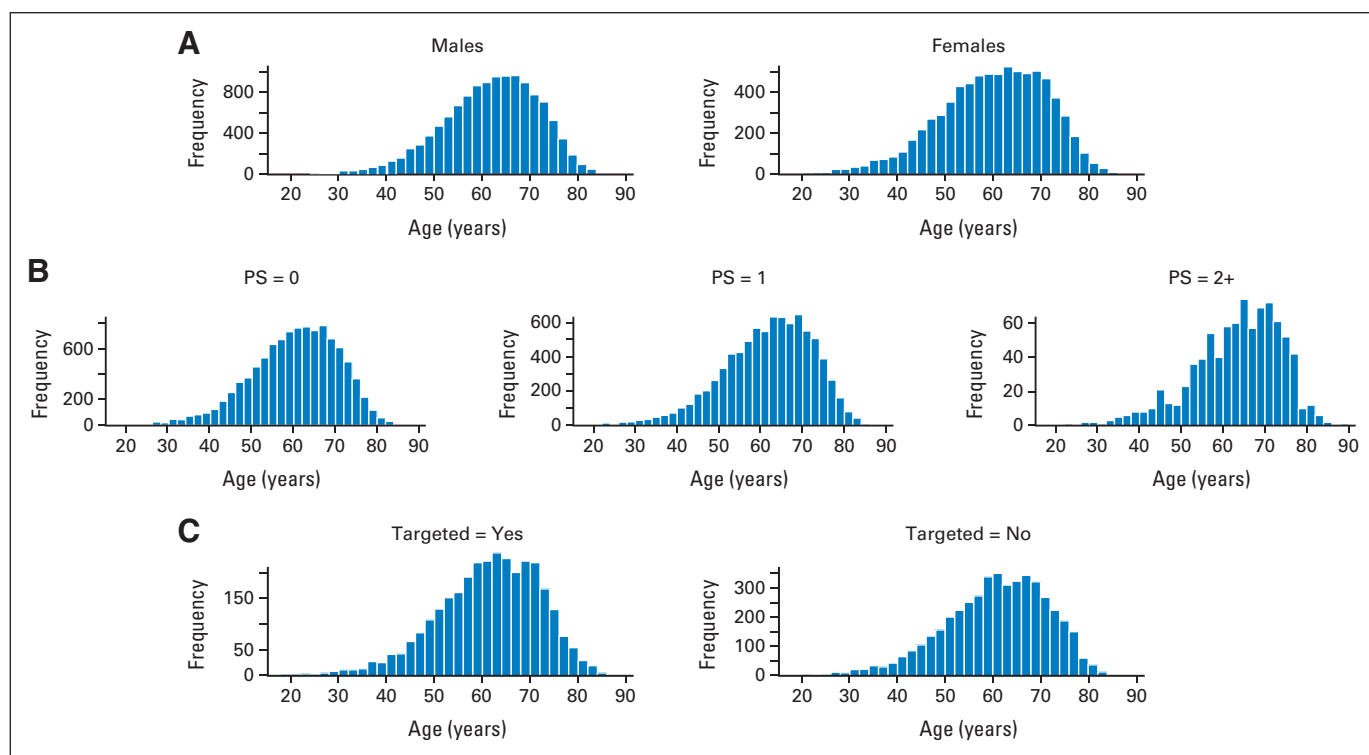 A
Males
Females
Frequency
800
400
0
20 30 40 50 60 70 80 90
Age (years)
Frequency
400
200
0
20 30 40 50 60 70 80 90
Age (years)
B
PS = 0
PS = 1
PS = 2+
Frequency
600
200
0
20 30 40 50 60 70 80 90
Age (years)
Frequency
600
400
200
0
20 30 40 50 60 70 80 90
Age (years)
Frequency
60
40
20
0
20 30 40 50 60 70 80 90
Age (years)
C
Targeted = Yes
Targeted = No
Frequency
150
50
0
20 30 40 50 60 70 80 90
Age (years)
Frequency
300
200
100
0
20 30 40 50 60 70 80 90
Age (years)